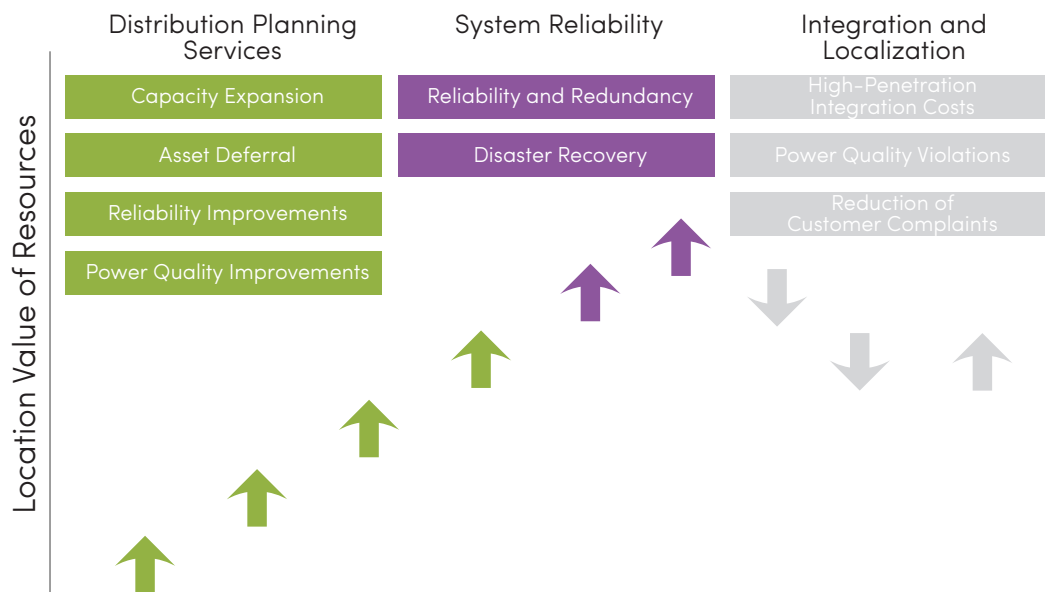 Distribution Planning
Services
Capacity Expansion
Asset Deferral
Reliability Improvements
Power Quality Improvements
System Reliability
Reliability and Redundancy
Disaster Recovery
Integration and
Localization
High-Penetration
Integration Costs
Power Quality Violations
Reduction of
Customer Complaints
Location Value of Resources